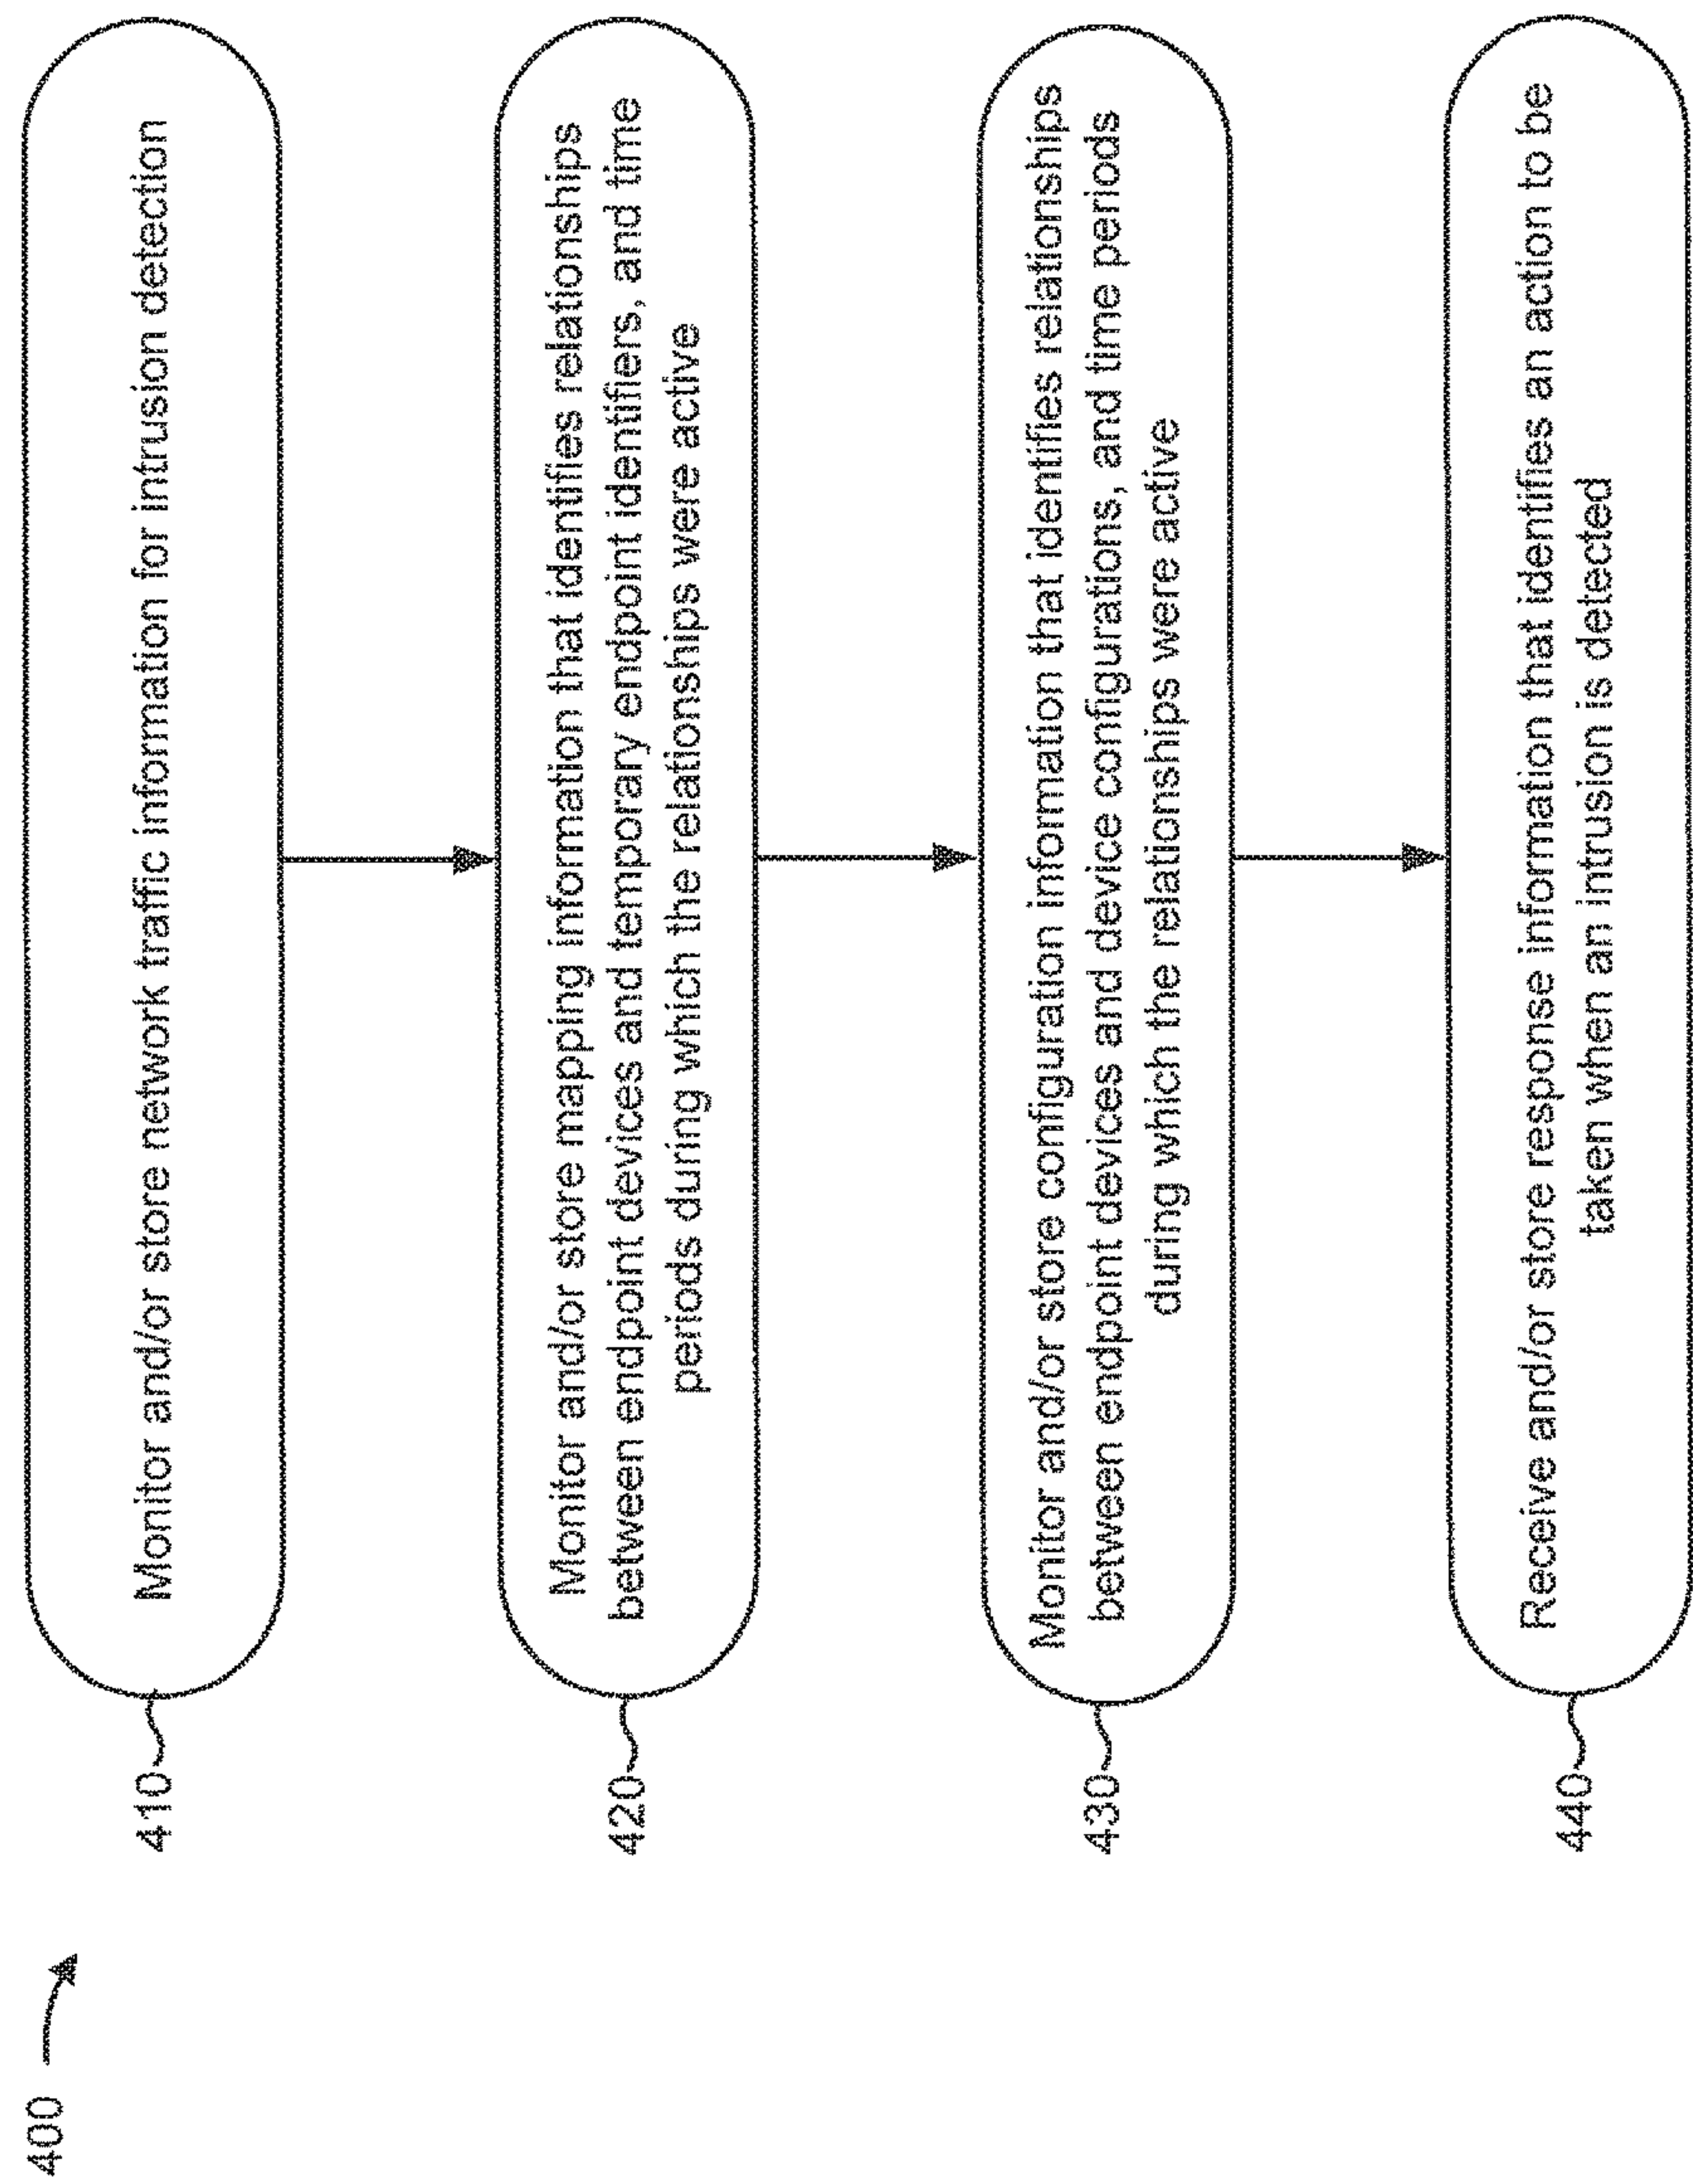 400
410
Monitor and/or store network traffic information for intrusion detection
420
Monitor and/or store mapping information that identifies relationships
between endpoint devices and temporary endpoint identifiers, and time
periods during which the relationships were active
430
Monitor and/or store configuration information that identifies relationships
between endpoint devices and device configurations, and time periods
during which the relationships were active
440
Receive and/or store response information that identifies an action to be
taken when an intrusion is detected